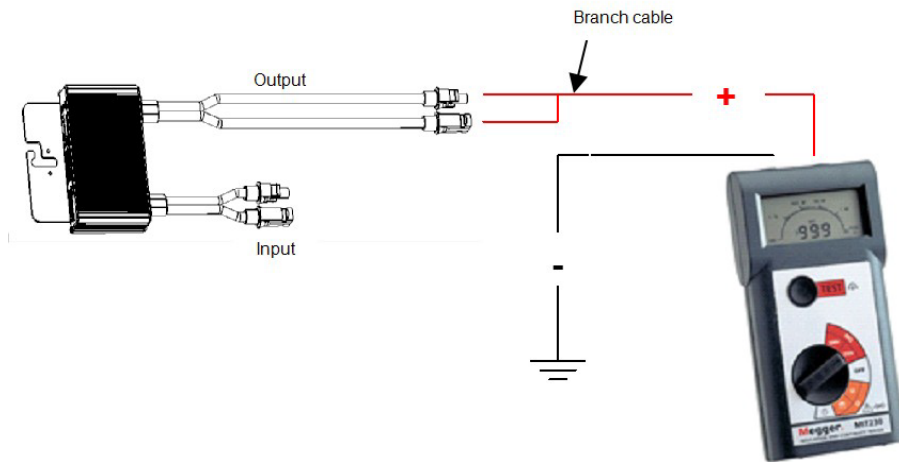 Branch cable
Output
+
Input
-
-999
TEST
Megger. MIT230